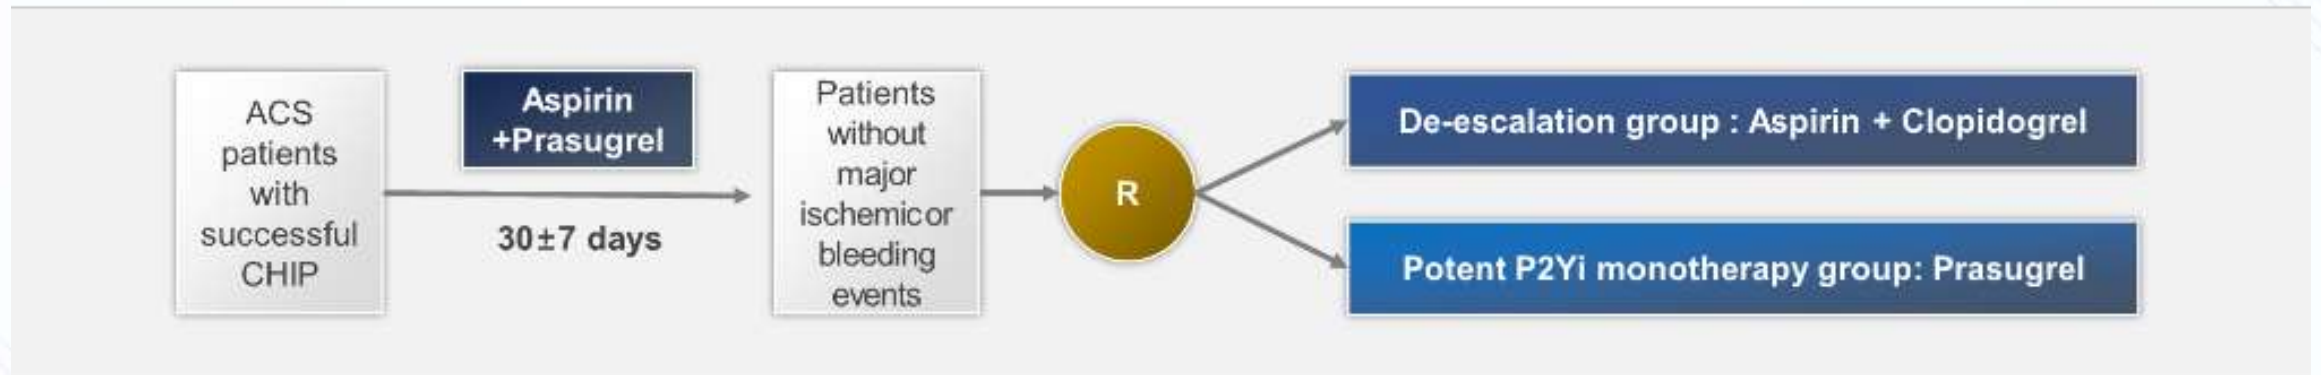 ACS
patients
with
successful
CHIP
Aspirin
+Prasugrel
30±7 days
Patients
without
major
ischemicor
bleeding
events
R
De-escalation group : Aspirin + Clopidogrel
Potent P2Yi monotherapy group: Prasugrel